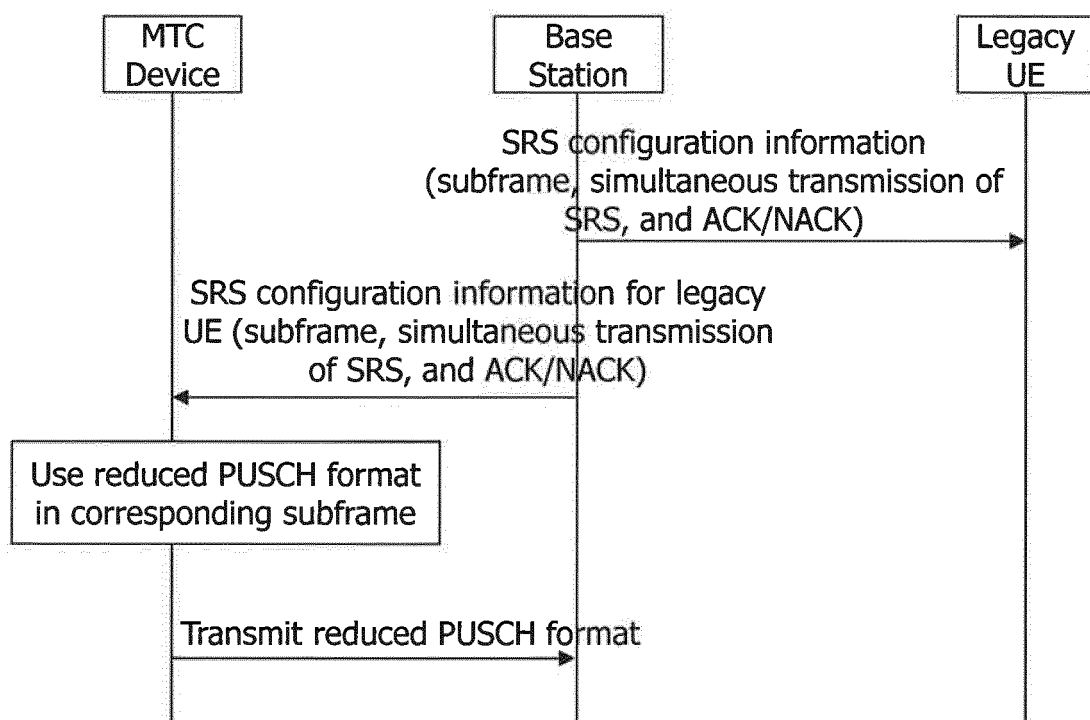 MTC
Device
Base
Station
Legacy
UE
SRS configuration information
(subframe, simultaneous transmission of
SRS, and ACK/NACK)
SRS configuration information for legacy
UE (subframe, simultaneous transmission
of SRS, and ACK/NACK)
Use reduced PUSCH format
in corresponding subframe
Transmit reduced PUSCH format